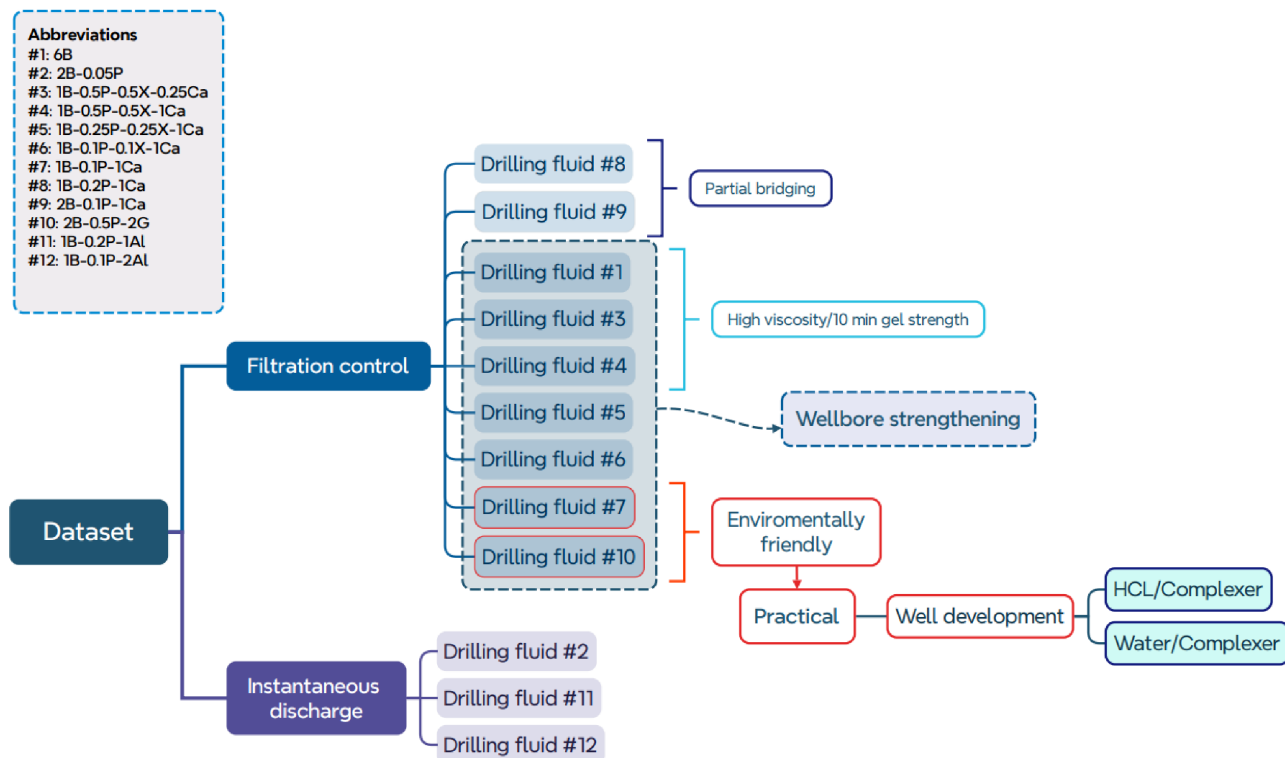 Abbreviations
#1: 6B
#2: 2B-0.05P
#3: 1B-0.5P-0.5X-0.25Ca
#4: 1B-0.5P-0.5X-1Ca
#5: 1B-0.25P-0.25X-1Ca
#6: 1B-0.1P-0.1X-1Ca
#7: 1B-0.1P-1Ca
#8: 1B-0.2P-1Ca
#9: 2B-0.1P-1Ca
#10: 2B-0.5P-2G
#11: 1B-0.2P-1Al
#12: 1B-0.1P-2Al
Dataset
Filtration control
Drilling fluid #8
Drilling fluid #9
Partial bridging
Drilling fluid #1
Drilling fluid #3
Drilling fluid #4
High viscosity/10 min gel strength
Drilling fluid #5
Drilling fluid #6
Wellbore strengthening
Drilling fluid #7
Drilling fluid #10
Enviromentally
friendly
Practical
Well development
HCL/Complexer
Water/Complexer
Instantaneous
discharge
Drilling fluid #2
Drilling fluid #11
Drilling fluid #12